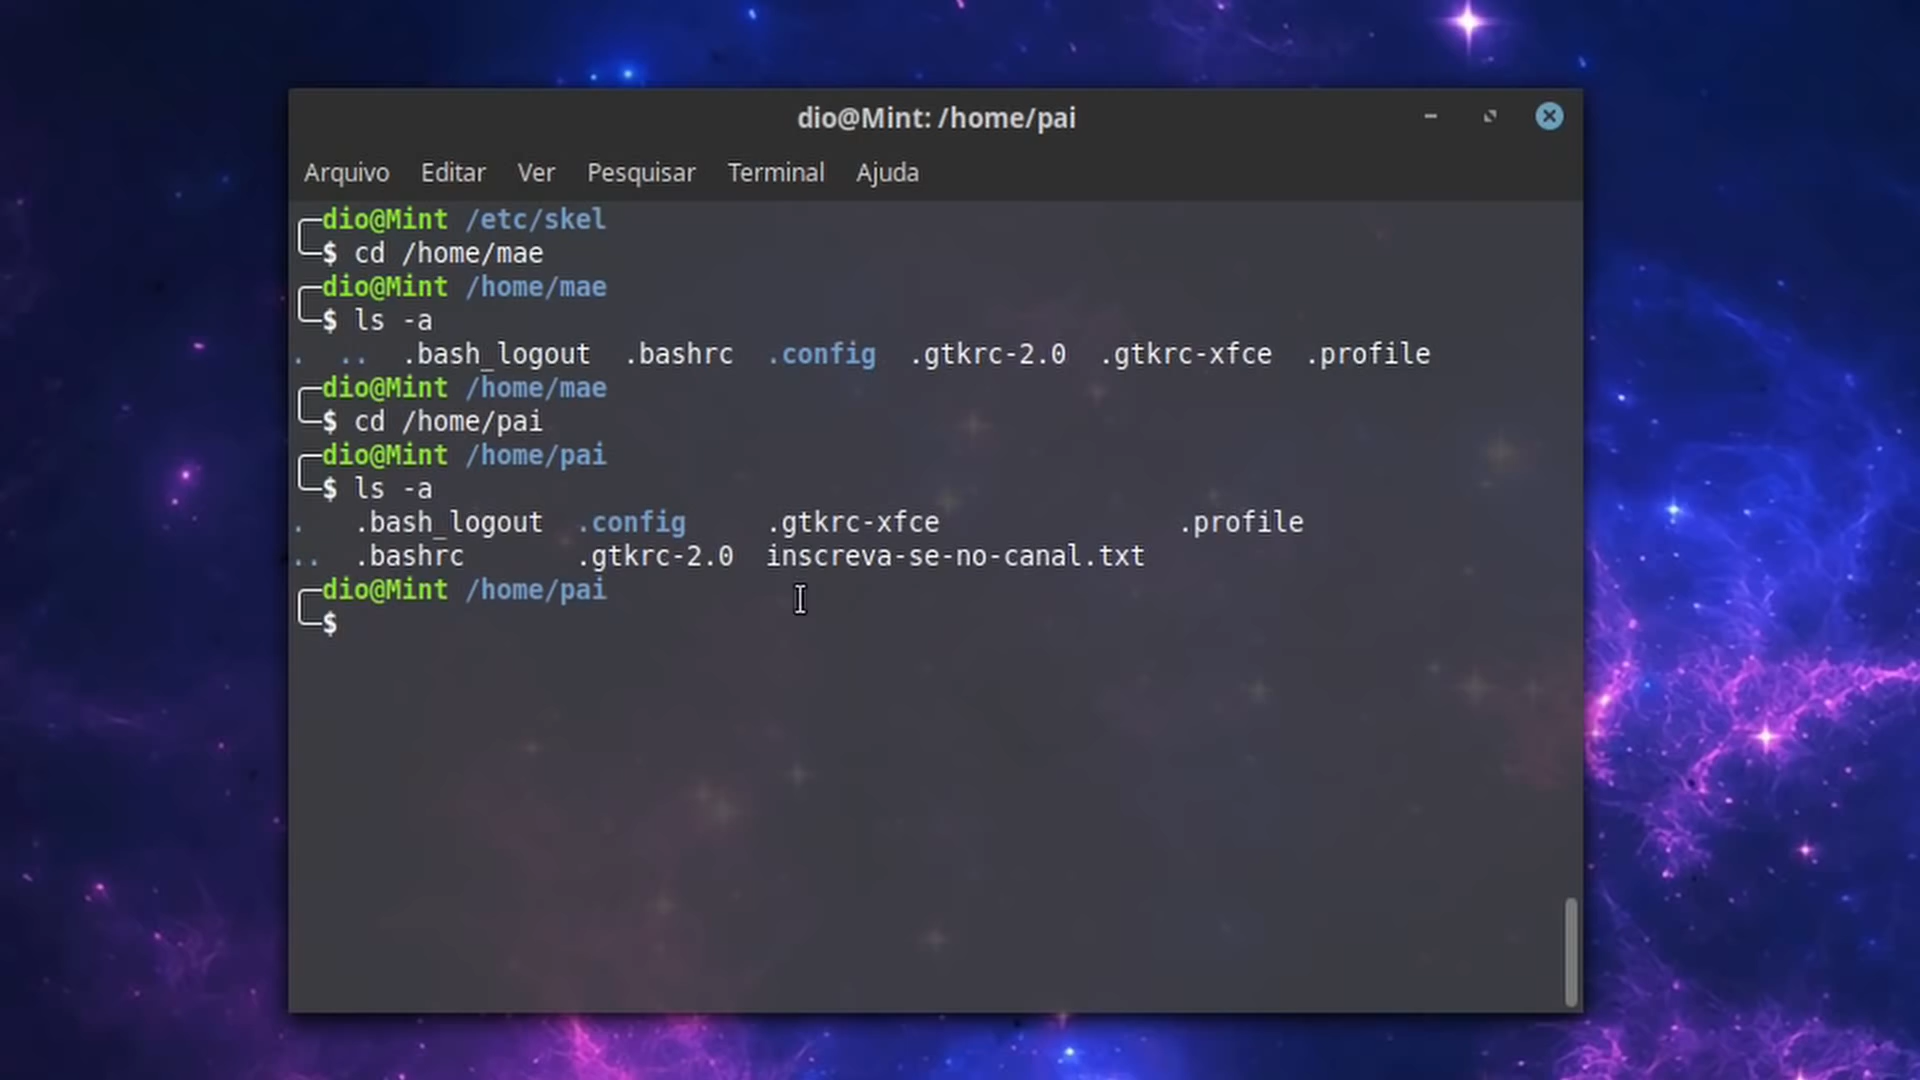 dio@Mint: /home/pai
Arquivo Editar Ver Pesquisar Terminal Ajuda
dio@Mint /etc/skel
$ cd /home/mae
dio@Mint /home/mae
$ ls -a
. .. .bash_logout .bashrc .config .gtkrc-2.0 .gtkrc-xfce .profile
dio@Mint /home/mae
$ cd /home/pai
dio@Mint /home/pai
$ ls -a
. .bash_logout .config .gtkrc-xfce .profile
.. .bashrc .gtkrc-2.0 inscreva-se-no-canal.txt
dio@Mint /home/pai
$